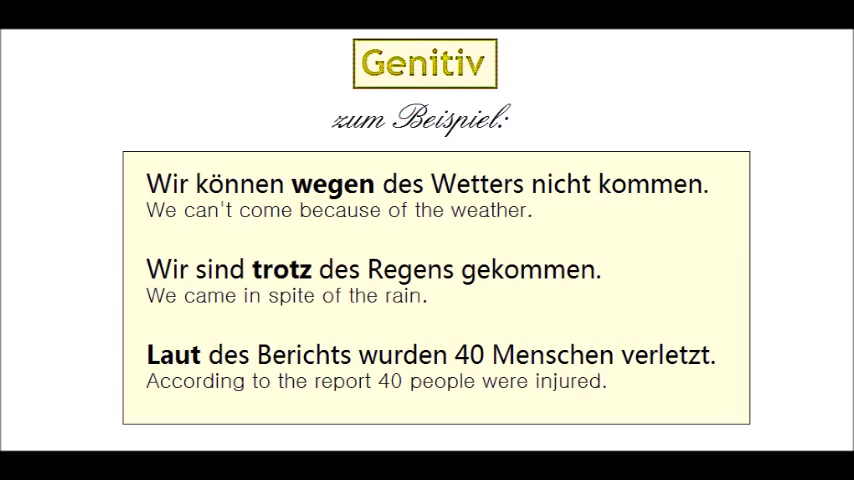 Genitiv
zum Beispiel:
Wir können wegen des Wetters nicht kommen.
We can't come because of the weather.
Wir sind trotz des Regens gekommen.
We came in spite of the rain.
Laut des Berichts wurden 40 Menschen verletzt.
According to the report 40 people were injured.